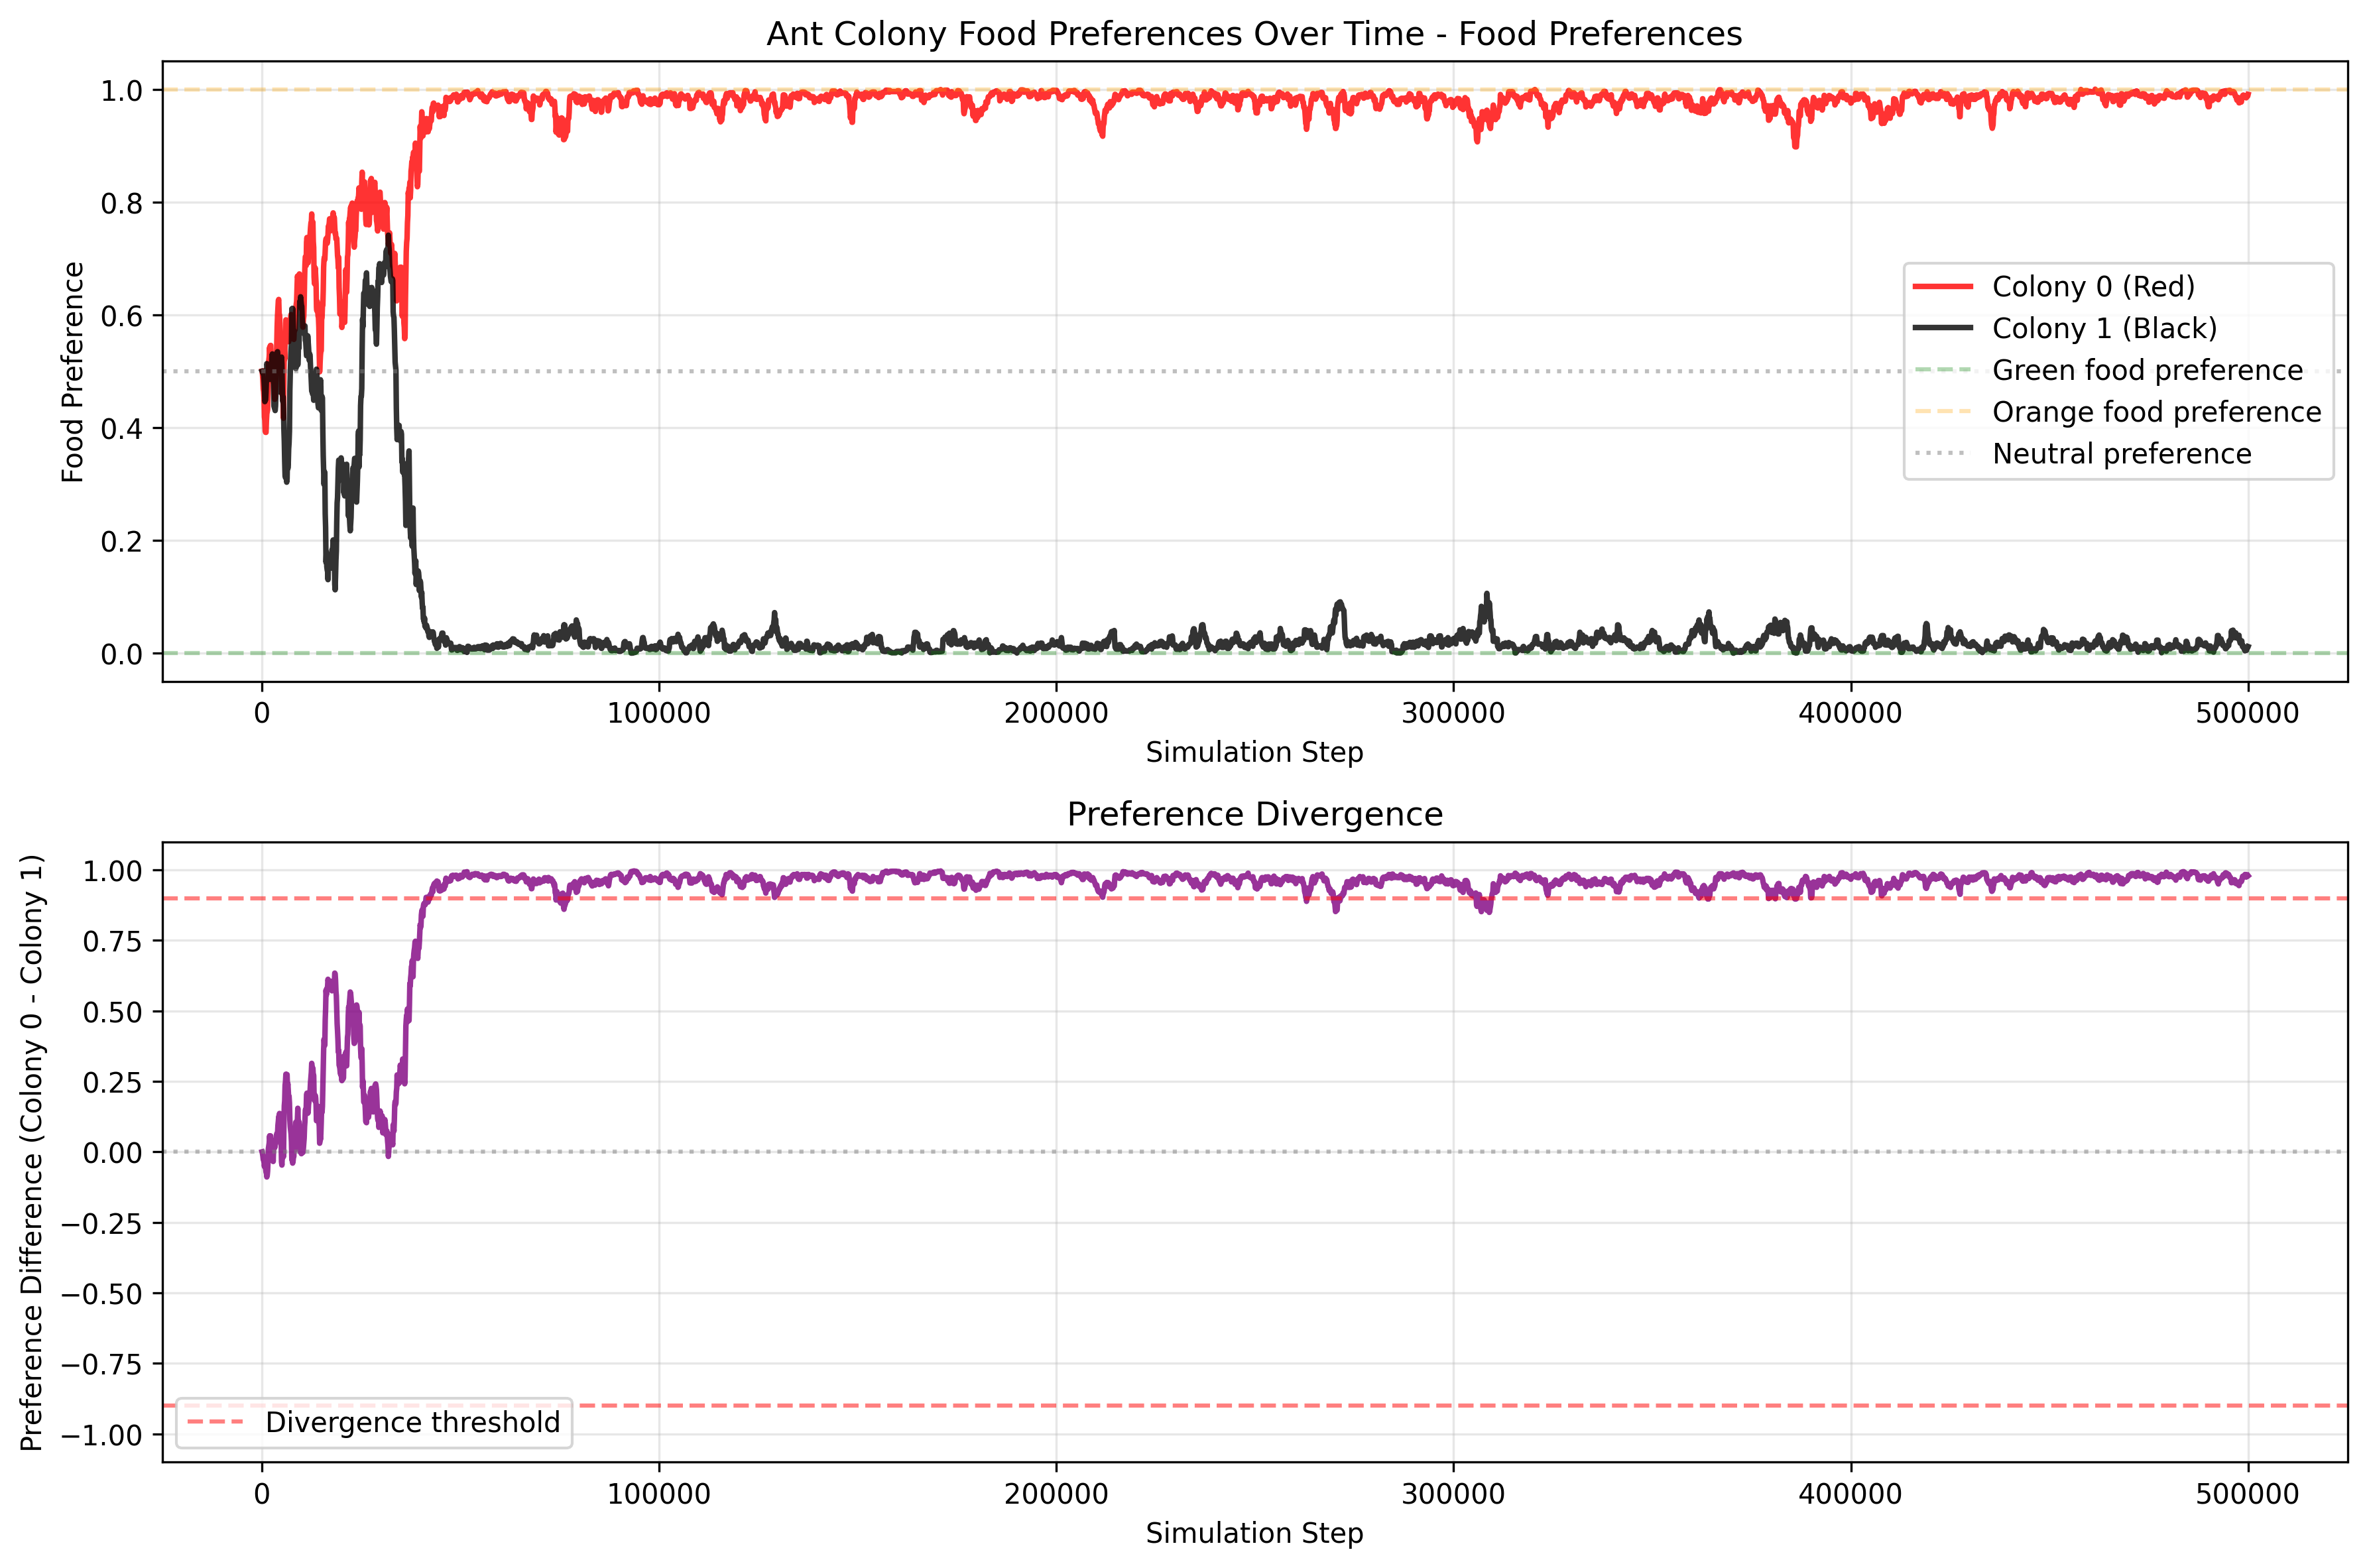 Ant Colony Food Preferences Over Time - Food Preferences
Food Preference
1.0
0.8
0.6
0.4
0.2
0.0
Colony 0 (Red)
Colony 1 (Black)
Green food preference
Orange food preference
Neutral preference
0 100000 200000 300000 400000 500000
Simulation Step
Preference Divergence
Preference Difference (Colony 0 - Colony 1)
1.00
0.75
0.50
0.25
0.00
−0.25
−0.50
−0.75
−1.00
Divergence threshold
0 100000 200000 300000 400000 500000
Simulation Step